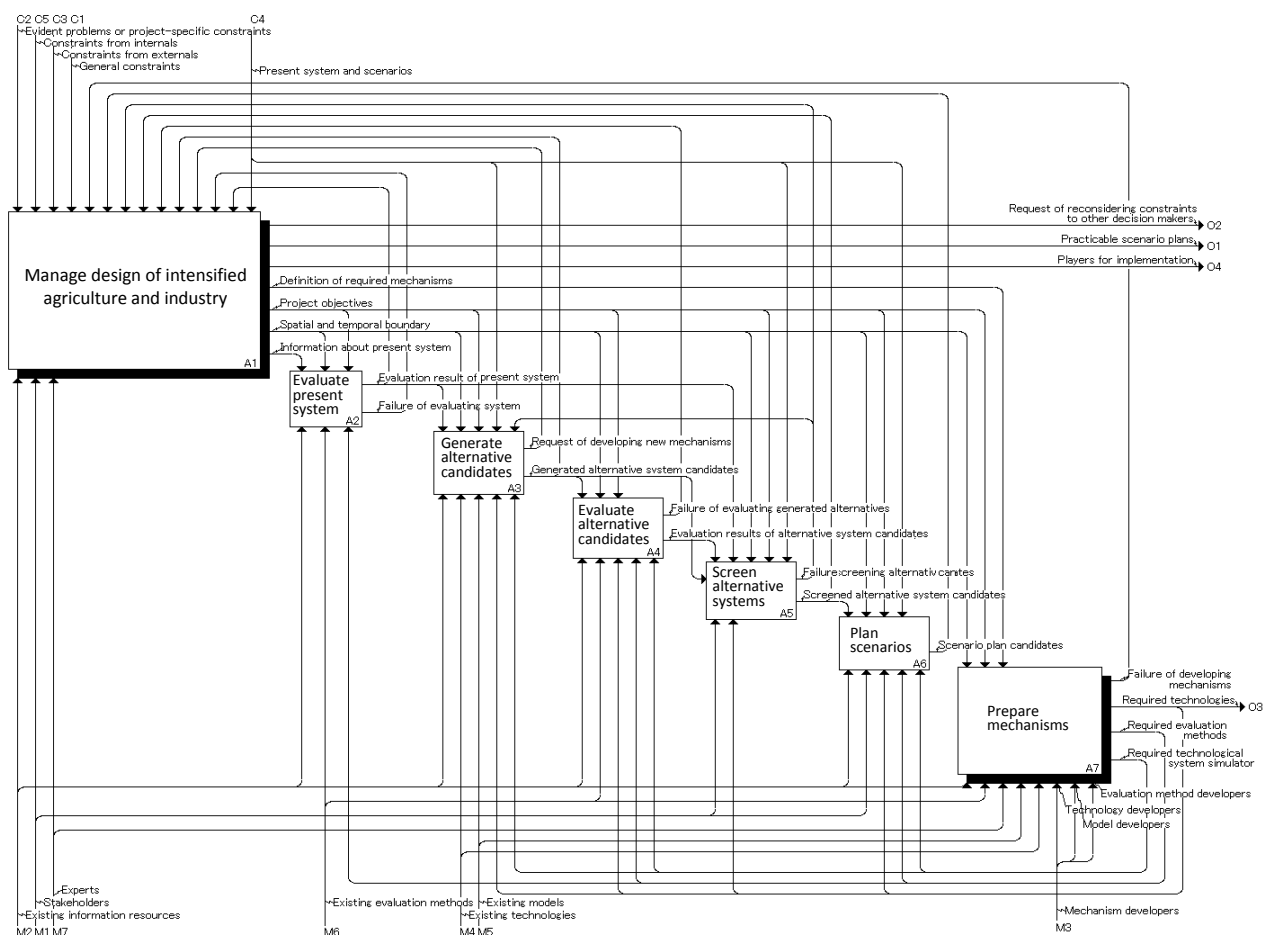 C2 C5 C3 C1
C4
Evident problems or project-specific constraints
Constraints from internals
Constraints from externals
General constraints
Present system and scenarios
Request of reconsidering constraints
to other decision makers
O2
Practicable scenario plans
O1
Players for implementation
O4
Manage design of intensified
agriculture and industry
A1
Definition of required mechanisms
Project objectives
Spatial and temporal boundary
Information about present system
Evaluate
present
system
A2
Evaluation result of present system
Failure of evaluating system
Generate
alternative
candidates
A3
Request of developing new mechanisms
Generated alternative system candidates
Evaluate
alternative
candidates
A4
Failure of evaluating generated alternatives
Evaluation results of alternative system candidates
Screen
alternative
systems
A5
Failure screening alternativ
Screened alternative system candidates
Plan
scenarios
A6
Scenario plan candidates
Prepare
mechanisms
A7
Failure of developing
mechanisms
Required technologies
O3
Required evaluation
methods
Required technological
system simulator
Evaluation method developers
Technology developers
Model developers
Experts
Stakeholders
Existing information resources
Existing evaluation methods
Existing models
Existing technologies
Mechanism developers
M2 M1 M7
M6
M4 M5
M3